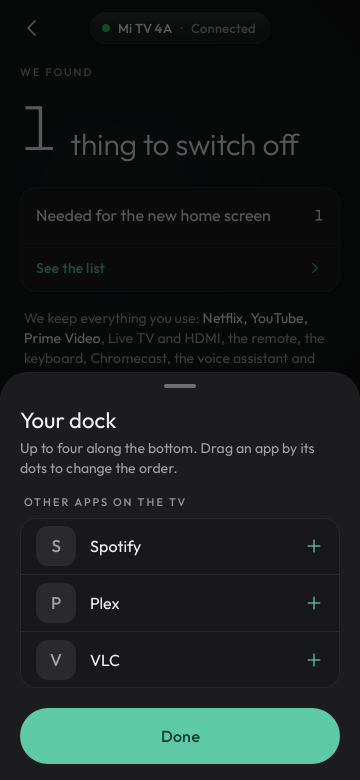 Mi TV 4A · Connected
WE FOUND
1 thing to switch off
Needed for the new home screen 1
See the list
We keep everything you use: Netflix, YouTube,
Prime Video, Live TV and HDMI, the remote, the
keyboard, Chromecast, the voice assistant and
Your dock
Up to four along the bottom. Drag an app by its
dots to change the order.
OTHER APPS ON THE TV
S Spotify
P Plex
V VLC
Done